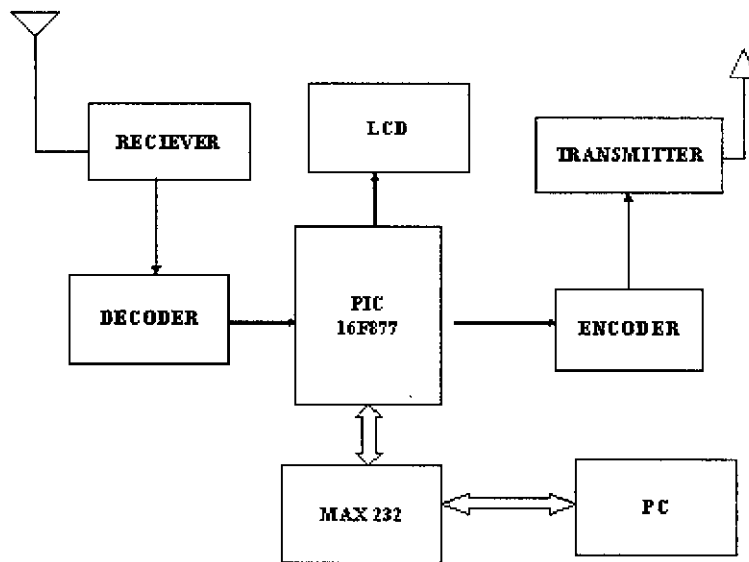 RECIEVER
LCD
TRANSMITTER
DECODER
PIC
16F877
ENCODER
MAX 232
PC